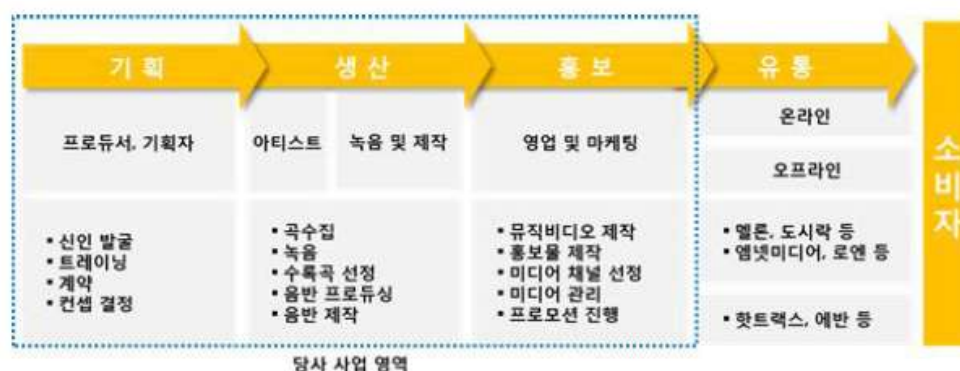 기 획
생 산
홍 보
유 통
소비자
프로듀서, 기획자
아티스트
녹음 및 제작
영업 및 마케팅
온라인
오프라인
▪ 신인 발굴
▪ 트레이닝
▪ 계약
▪ 컨셉 결정
▪ 곡수집
▪ 녹음
▪ 수록곡 선정
▪ 음반 프로듀싱
▪ 음반 제작
▪ 뮤직비디오 제작
▪ 홍보물 제작
▪ 미디어 채널 선정
▪ 미디어 관리
▪ 프로모션 진행
▪ 멜론, 도시락 등
▪ 엠넷미디어, 로엔 등
▪ 핫트랙스, 에반 등
당사 사업 영역